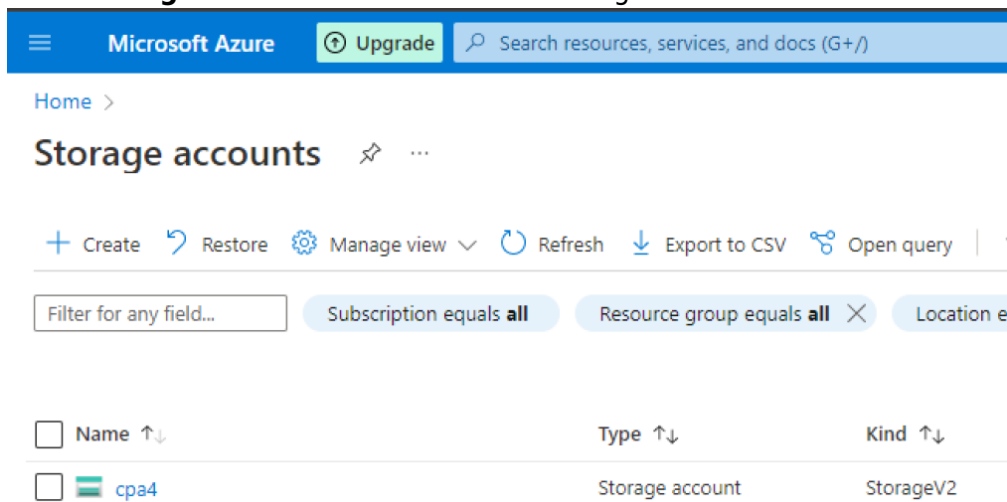 Microsoft Azure Upgrade Search resources, services, and docs (G+/)
Home >
Storage accounts ...
+ Create Restore Manage view Refresh Export to CSV Open query
Filter for any field... Subscription equals all Resource group equals all Location
Name ↑↓ Type ↑↓ Kind ↑↓
cpa4 Storage account StorageV2